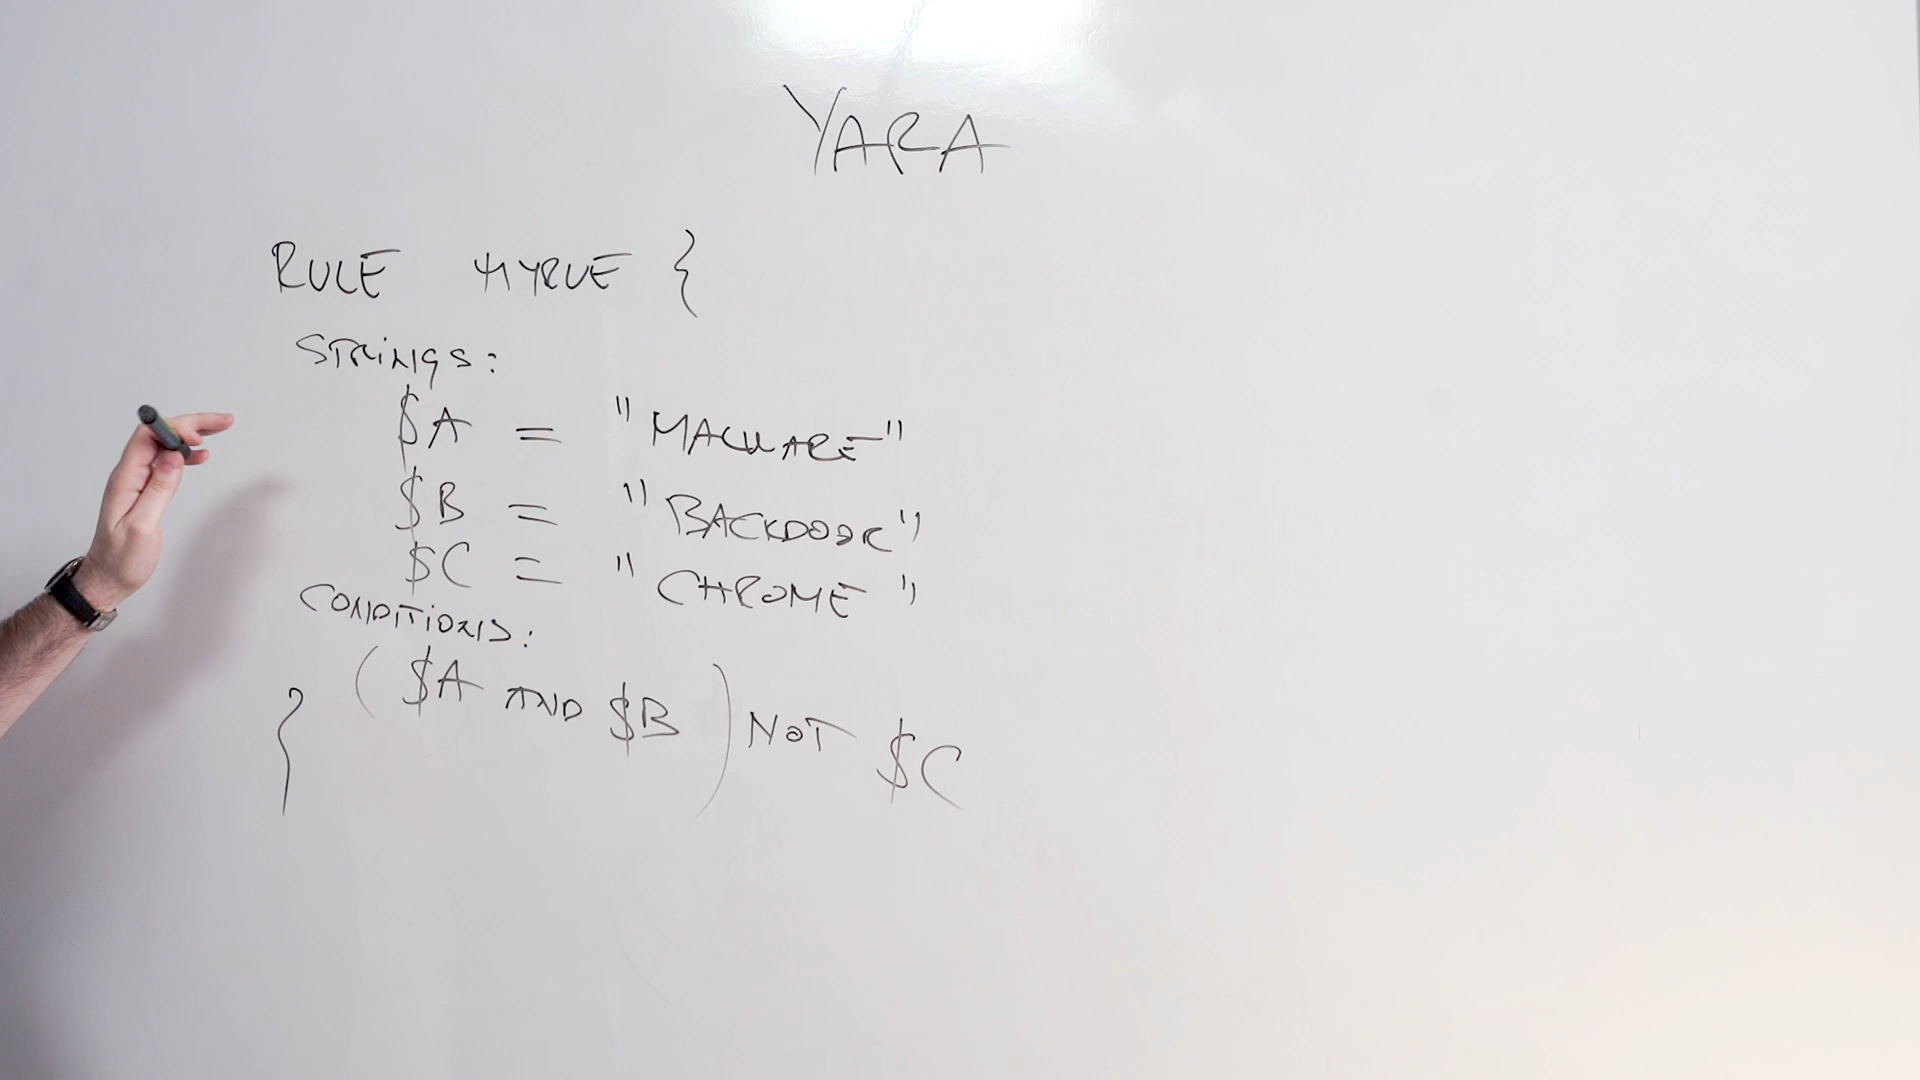 YARA
RULE MYRUE {
STRiNgS:
$A = "MALWARE"
$B = "BACKDOOR"
$C = "CHROME"
CONDITiONS:
($A AND $B) NOT $C
}